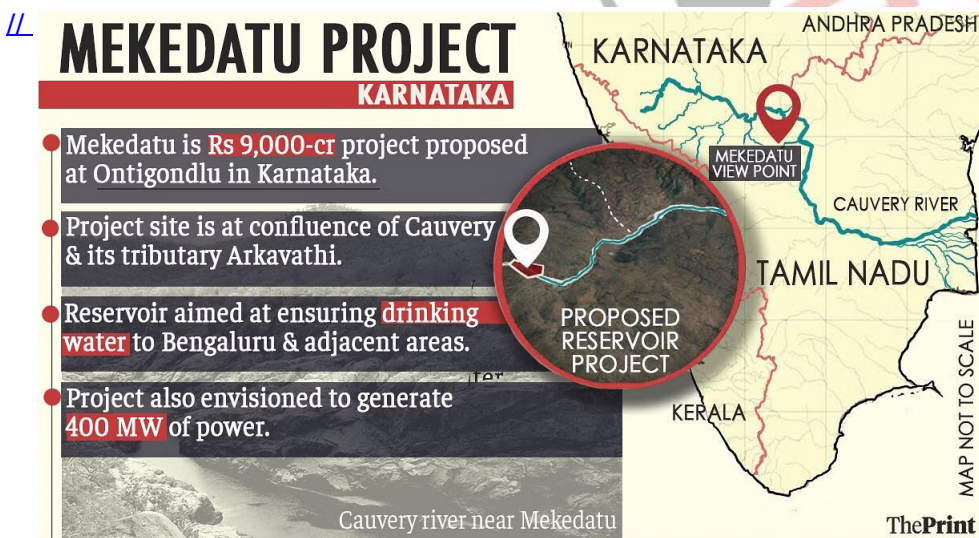 //
MEKEDATU PROJECT
KARNATAKA
Mekedatu is Rs 9,000-cr project proposed
at Ontigondlu in Karnataka.
Project site is at confluence of Cauvery
& its tributary Arkavathi.
Reservoir aimed at ensuring drinking
water to Bengaluru & adjacent areas.
Project also envisioned to generate
400 MW of power.
Cauvery river near Mekedatu
PROPOSED
RESERVOIR
PROJECT
ANDHRA PRADESH
KARNATAKA
MEKEDATU
VIEW POINT
CAUVERY RIVER
TAMIL NADU
KERALA
MAP NOT TO SCALE
ThePrint